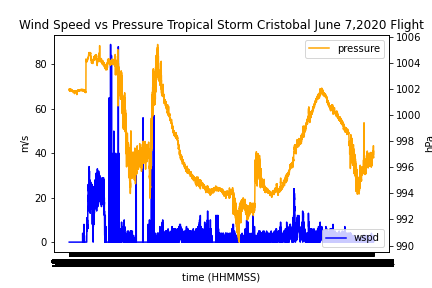 Wind Speed vs Pressure Tropical Storm Cristobal June 7,2020 Flight
pressure
wspd
m/s
80
60
40
20
0
hPa
1006
1004
1002
1000
998
996
994
992
990
time (HHMMSS)